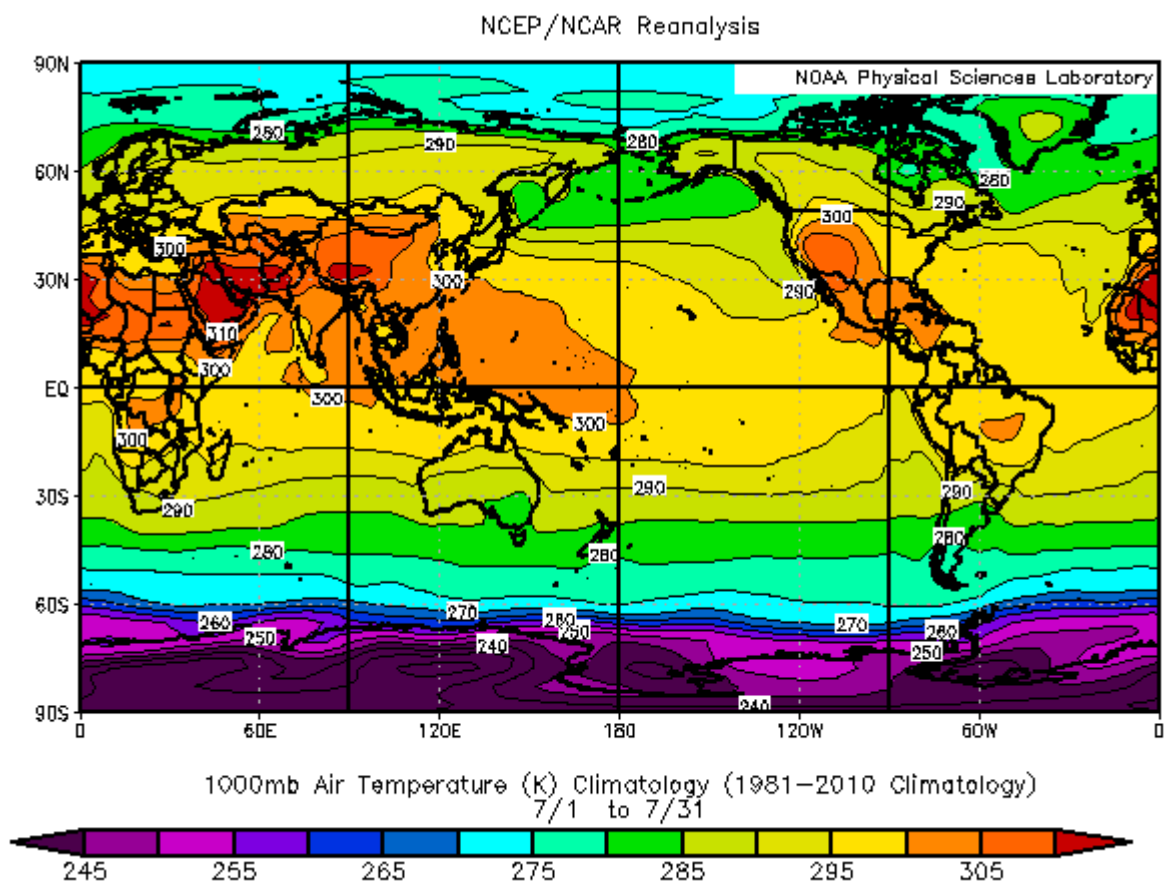 NCEP/NCAR Reanalysis
90N
NOAA Physical Sciences Laboratory
280
290
280
60N
280
290
300
300
30N
300
290
310
300
EQ
300
300
300
30S
290
290
290
280
280
280
60S
270
260
250
280
260
240
270
260
250
90S
240
0
60E
120E
180
120W
60W
0
1000mb Air Temperature (K) Climatology (1981-2010 Climatology)
7/1 to 7/31
245 255 265 275 285 295 305